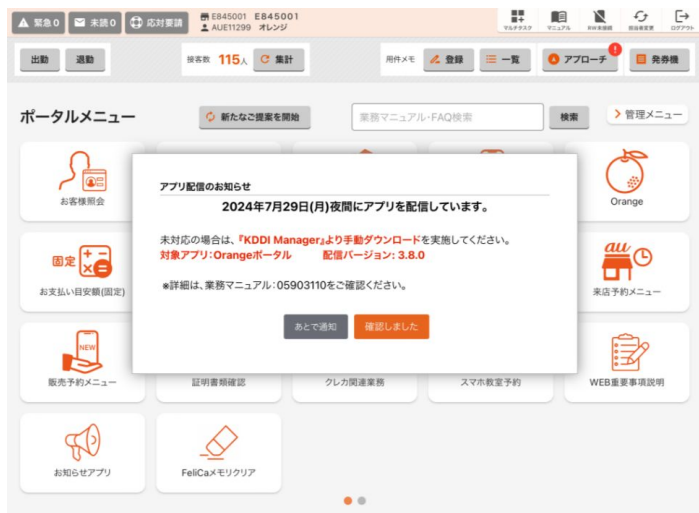 緊急 0 未読 0 応対要請 E845001 E845001
AUE11299 オレンジ
マルチタスク マニュアル BW未接続 担当者変更 ログアウト
出勤 退勤 接客数 115人 集計 用件メモ 登録 一覧 アプローチ 発券機
ポータルメニュー 新たなご提案を開始 業務マニュアル・FAQ検索 検索 管理メニュー
お客様照会 Orange
アプリ配信のお知らせ
2024年7月29日(月)夜間にアプリを配信しています。
未対応の場合は、『KDDI Manager』より手動ダウンロードを実施してください。
対象アプリ:Orangeポータル 配信バージョン: 3.8.0
※詳細は、業務マニュアル:05903110をご確認ください。
あとで通知 確認しました
固定
お支払い目安額(固定)
au
来店予約メニュー
NEW
販売予約メニュー 証明書類確認 クレカ関連業務 スマホ教室予約 WEB重要事項説明
お知らせアプリ FeliCaメモリクリア